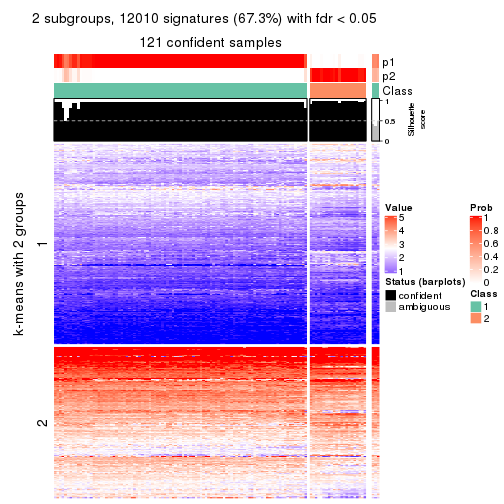 2 subgroups, 12010 signatures (67.3%) with fdr < 0.05
121 confident samples
p1
p2
Class
1
0.5
0
Silhouette
score
k-means with 2 groups
1
2
Value
5
4
3
2
1
Status (barplots)
confident
ambiguous
Prob
1
0.8
0.6
0.4
0.2
0
Class
1
2